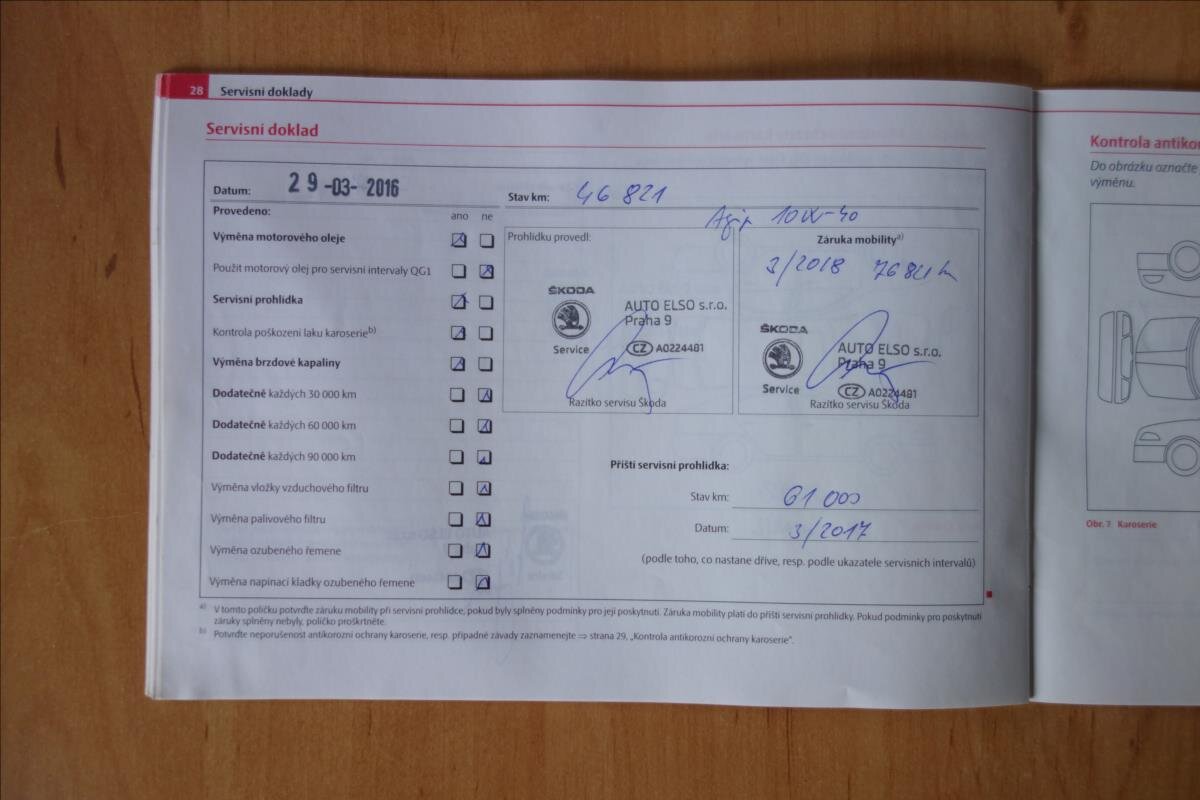 28 Servisní doklady
Servisní doklad
Datum: 29-03-2016
Stav km: 46 821
Provedeno:
ano ne
Agip 10W-40
Výměna motorového oleje
Použit motorový olej pro servisní intervaly QG1
Servisní prohlídka
Kontrola poškození laku karoserie b)
Výměna brzdové kapaliny
Dodatečně každých 30 000 km
Dodatečně každých 60 000 km
Dodatečně každých 90 000 km
Výměna vložky vzduchového filtru
Výměna palivového filtru
Výměna ozubeného řemene
Výměna napínací kladky ozubeného řemene
Prohlídku provedl:
ŠKODA
Service
AUTO ELSO s.r.o.
Praha 9
CZ A0224481
Razítko servisu Škoda
Záruka mobility a)
3/2018
ŠKODA
Service
AUTO ELSO s.r.o.
Praha 9
CZ A0224481
Razítko servisu Škoda
Příští servisní prohlídka:
Stav km: 61 000
Datum: 3/2017
(podle toho, co nastane dříve, resp. podle ukazatele servisních intervalů)
a) V tomto políčku potvrďte záruku mobility při servisní prohlídce, pokud byly splněny podmínky pro její poskytnutí. Záruka mobility platí do příští servisní prohlídky. Pokud podmínky pro poskytnutí
záruky splněny nebyly, políčko proškrtněte.
b) Potvrďte neporušenost antikorozní ochrany karoserie, resp. případné závady zaznamenejte ⇒ strana 29, „Kontrola antikorozní ochrany karoserie".
Kontrola antiko
Do obrázku označte
výměnu.
Obr. 7 Karoserie